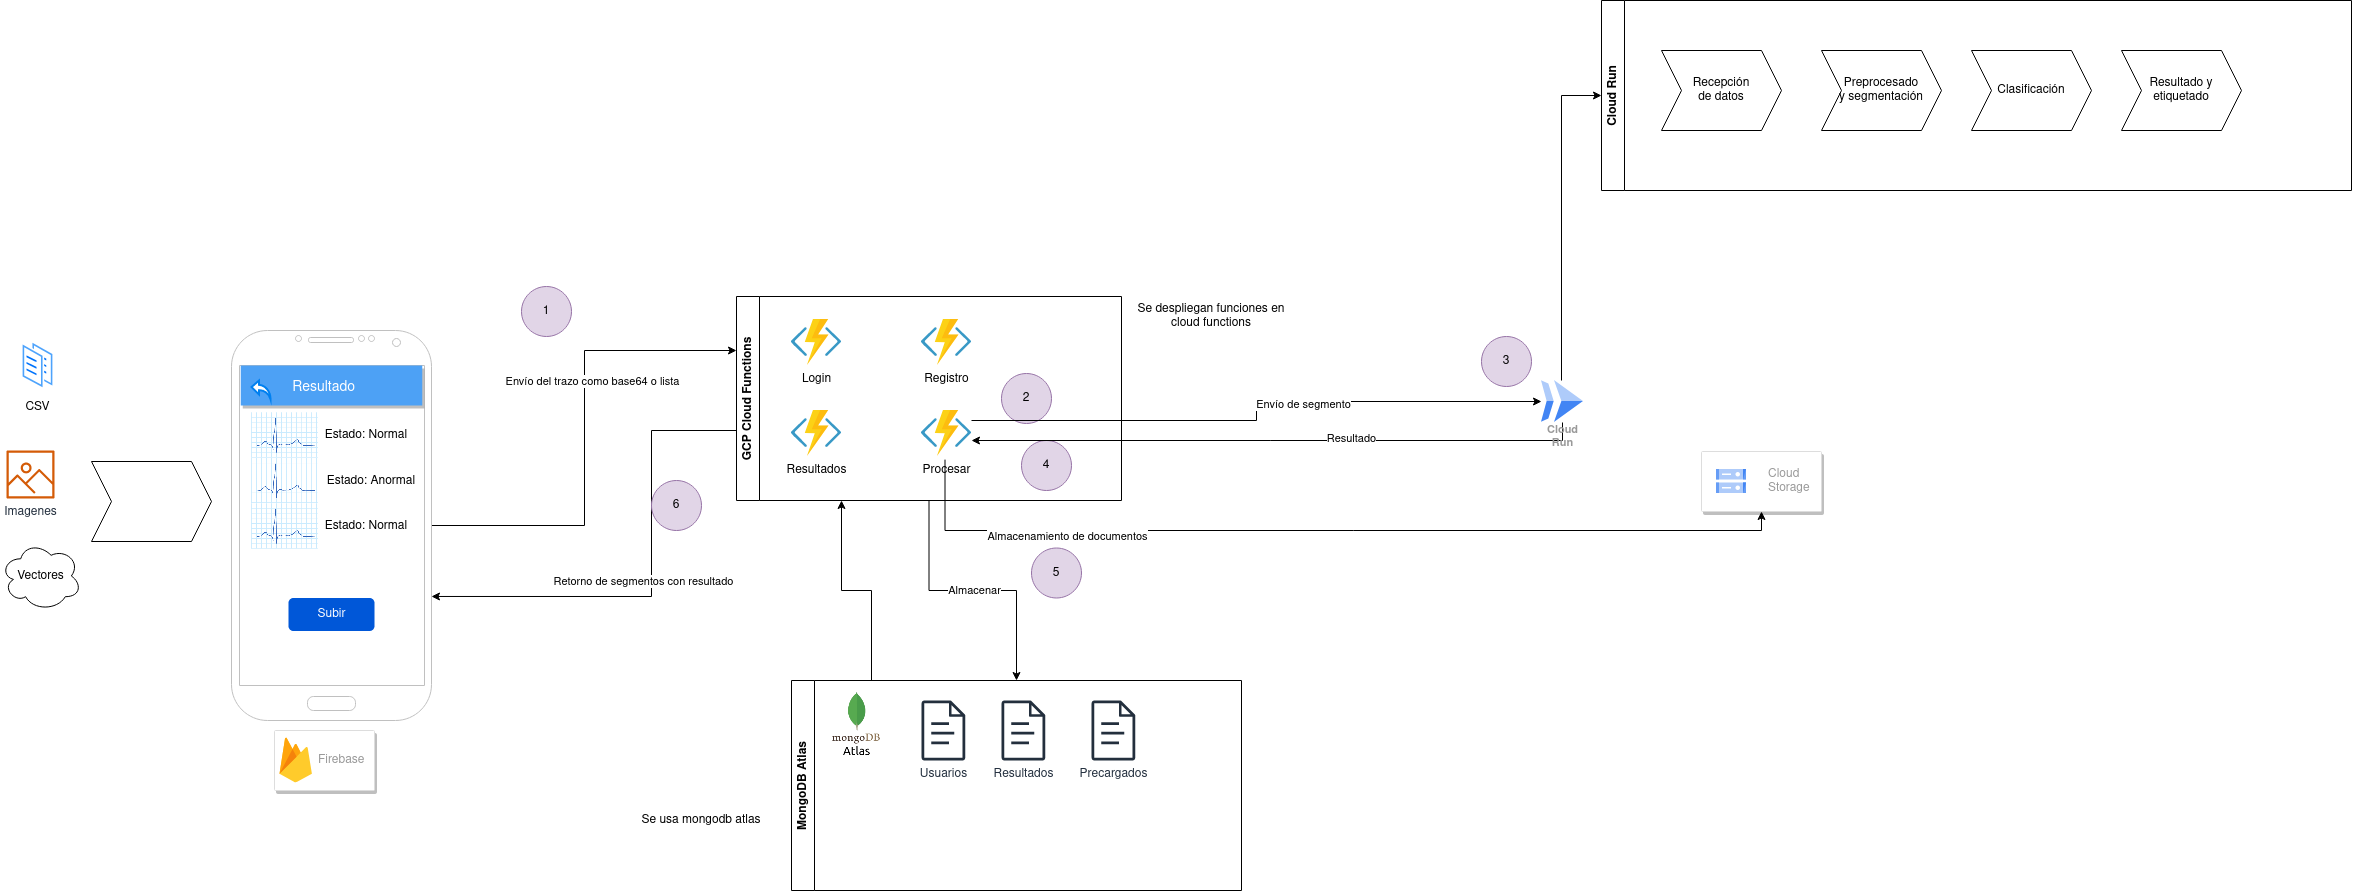 Cloud Run
Recepción
de datos
Preprocesado
y segmentación
Clasificación
Resultado y
etiquetado
1
GCP Cloud Functions
Login
Registro
Resultados
Procesar
Se despliegan funciones en
cloud functions
Envío del trazo como base64 o lista
2
3
Envío de segmento
Resultado
Cloud
Run
4
CSV
Imagenes
Vectores
Resultado
Estado: Normal
Estado: Anormal
Estado: Normal
Subir
Firebase
6
Retorno de segmentos con resultado
Cloud
Storage
Almacenamiento de documentos
5
Almacenar
MongoDB Atlas
mongoDB
Atlas
Usuarios
Resultados
Precargados
Se usa mongodb atlas